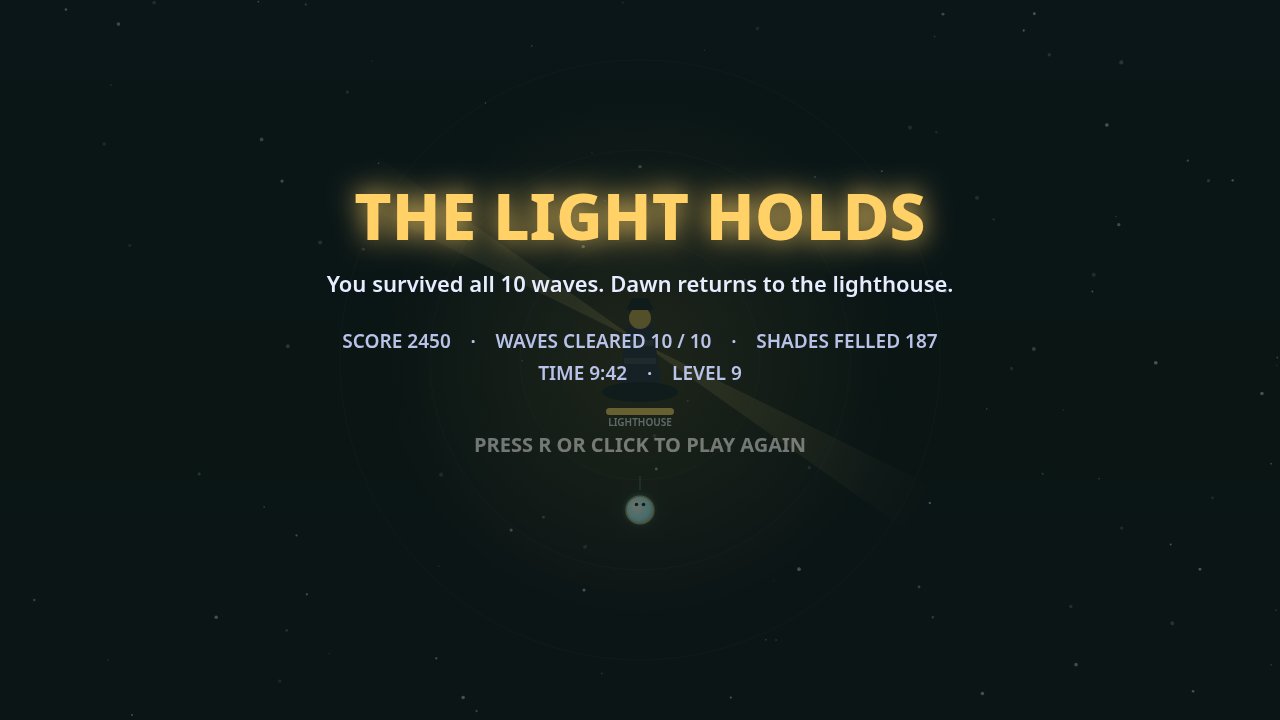 THE LIGHT HOLDS
You survived all 10 waves. Dawn returns to the lighthouse.
SCORE 2450 · WAVES CLEARED 10 / 10 · SHADES FELLED 187
TIME 9:42 · LEVEL 9
LIGHTHOUSE
PRESS R OR CLICK TO PLAY AGAIN